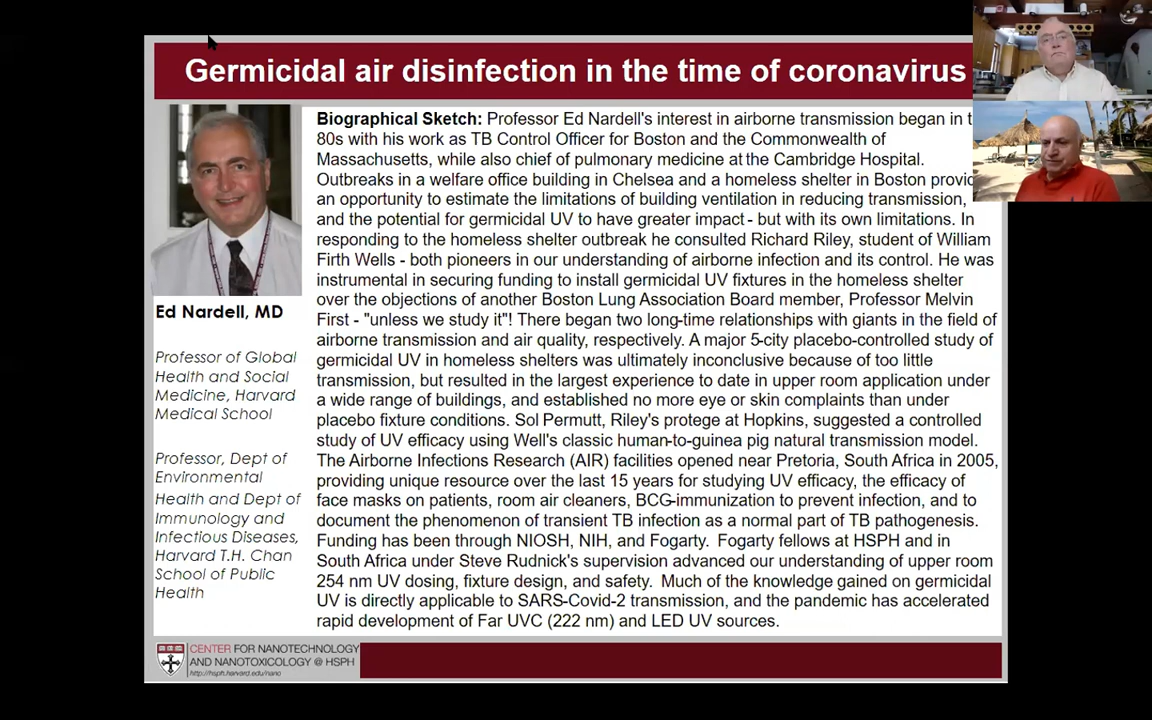 Germicidal air disinfection in the time of coronavirus
Biographical Sketch: Professor Ed Nardell's interest in airborne transmission began in
80s with his work as TB Control Officer for Boston and the Commonwealth of
Massachusetts, while also chief of pulmonary medicine at the Cambridge Hospital.
Outbreaks in a welfare office building in Chelsea and a homeless shelter in Boston
an opportunity to estimate the limitations of building ventilation in reducing transmission,
and the potential for germicidal UV to have greater impact - but with its own limitations. In
responding to the homeless shelter outbreak he consulted Richard Riley, student of William
Firth Wells - both pioneers in our understanding of airborne infection and its control. He was
instrumental in securing funding to install germicidal UV fixtures in the homeless shelter
over the objections of another Boston Lung Association Board member, Professor Melvin
First - "unless we study it"! There began two long-time relationships with giants in the field of
airborne transmission and air quality, respectively. A major 5-city placebo-controlled study of
germicidal UV in homeless shelters was ultimately inconclusive because of too little
transmission, but resulted in the largest experience to date in upper room application under
a wide range of buildings, and established no more eye or skin complaints than under
placebo fixture conditions. Sol Permutt, Riley's protege at Hopkins, suggested a controlled
study of UV efficacy using Well's classic human-to-guinea pig natural transmission model.
The Airborne Infections Research (AIR) facilities opened near Pretoria, South Africa in 2005,
providing unique resource over the last 15 years for studying UV efficacy, the efficacy of
face masks on patients, room air cleaners, BCG-immunization to prevent infection, and to
document the phenomenon of transient TB infection as a normal part of TB pathogenesis.
Funding has been through NIOSH, NIH, and Fogarty. Fogarty fellows at HSPH and in
South Africa under Steve Rudnick's supervision advanced our understanding of upper room
254 nm UV dosing, fixture design, and safety. Much of the knowledge gained on germicidal
UV is directly applicable to SARS-Covid-2 transmission, and the pandemic has accelerated
rapid development of Far UVC (222 nm) and LED UV sources.
Ed Nardell, MD
Professor of Global
Health and Social
Medicine, Harvard
Medical School
Professor, Dept of
Environmental
Health and Dept of
Immunology and
Infectious Diseases,
Harvard T.H. Chan
School of Public
Health
CENTER FOR NANOTECHNOLOGY
AND NANOTOXICOLOGY @ HSPH
http://hsph.harvard.edu/nano